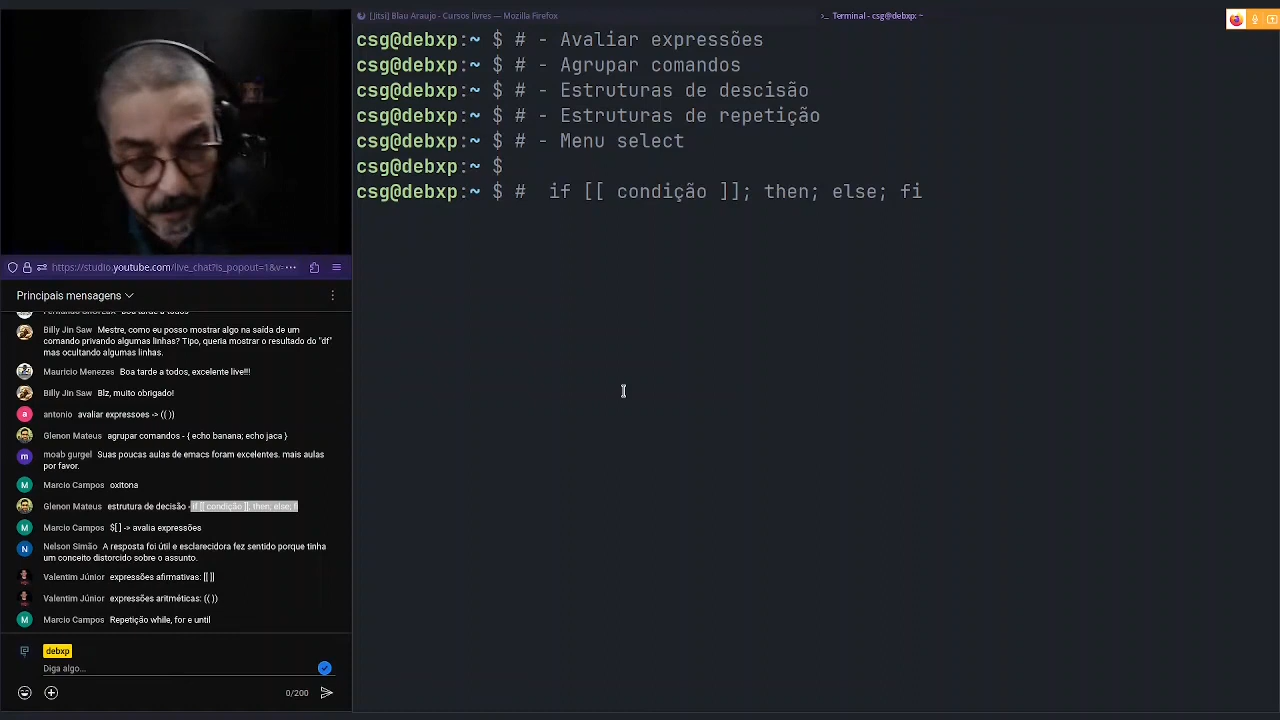 [Jitsi] Blau Araujo - Cursos livres — Mozilla Firefox
>_ Terminal - csg@debxp: ~
csg@debxp:~ $ # - Avaliar expressões
csg@debxp:~ $ # - Agrupar comandos
csg@debxp:~ $ # - Estruturas de descisão
csg@debxp:~ $ # - Estruturas de repetição
csg@debxp:~ $ # - Menu select
csg@debxp:~ $
csg@debxp:~ $ #  if [[ condição ]]; then; else; fi
https://studio.youtube.com/live_chat?is_popout=1&v=
Principais mensagens
Billy Jin Saw Mestre, como eu posso mostrar algo na saída de um
comando privando algumas linhas? Tipo, queria mostrar o resultado do "df"
mas ocultando algumas linhas.
Mauricio Menezes Boa tarde a todos, excelente live!!!
Billy Jin Saw Blz, muito obrigado!
a antonio avaliar expressoes -> (( ))
Glenon Mateus agrupar comandos - { echo banana; echo jaca }
m moab gurgel Suas poucas aulas de emacs foram excelentes. mais aulas
por favor.
M Marcio Campos oxítona
Glenon Mateus estrutura de decisão - if [[ condição ]]; then; else; fi
M Marcio Campos $[ ] -> avalia expressões
N Nelson Simão A resposta foi útil e esclarecidora fez sentido porque tinha
um conceito distorcido sobre o assunto.
Valentim Júnior expressões afirmativas: [[ ]]
Valentim Júnior expressões aritméticas: (( ))
M Marcio Campos Repetição while, for e until
debxp
Diga algo...
0/200